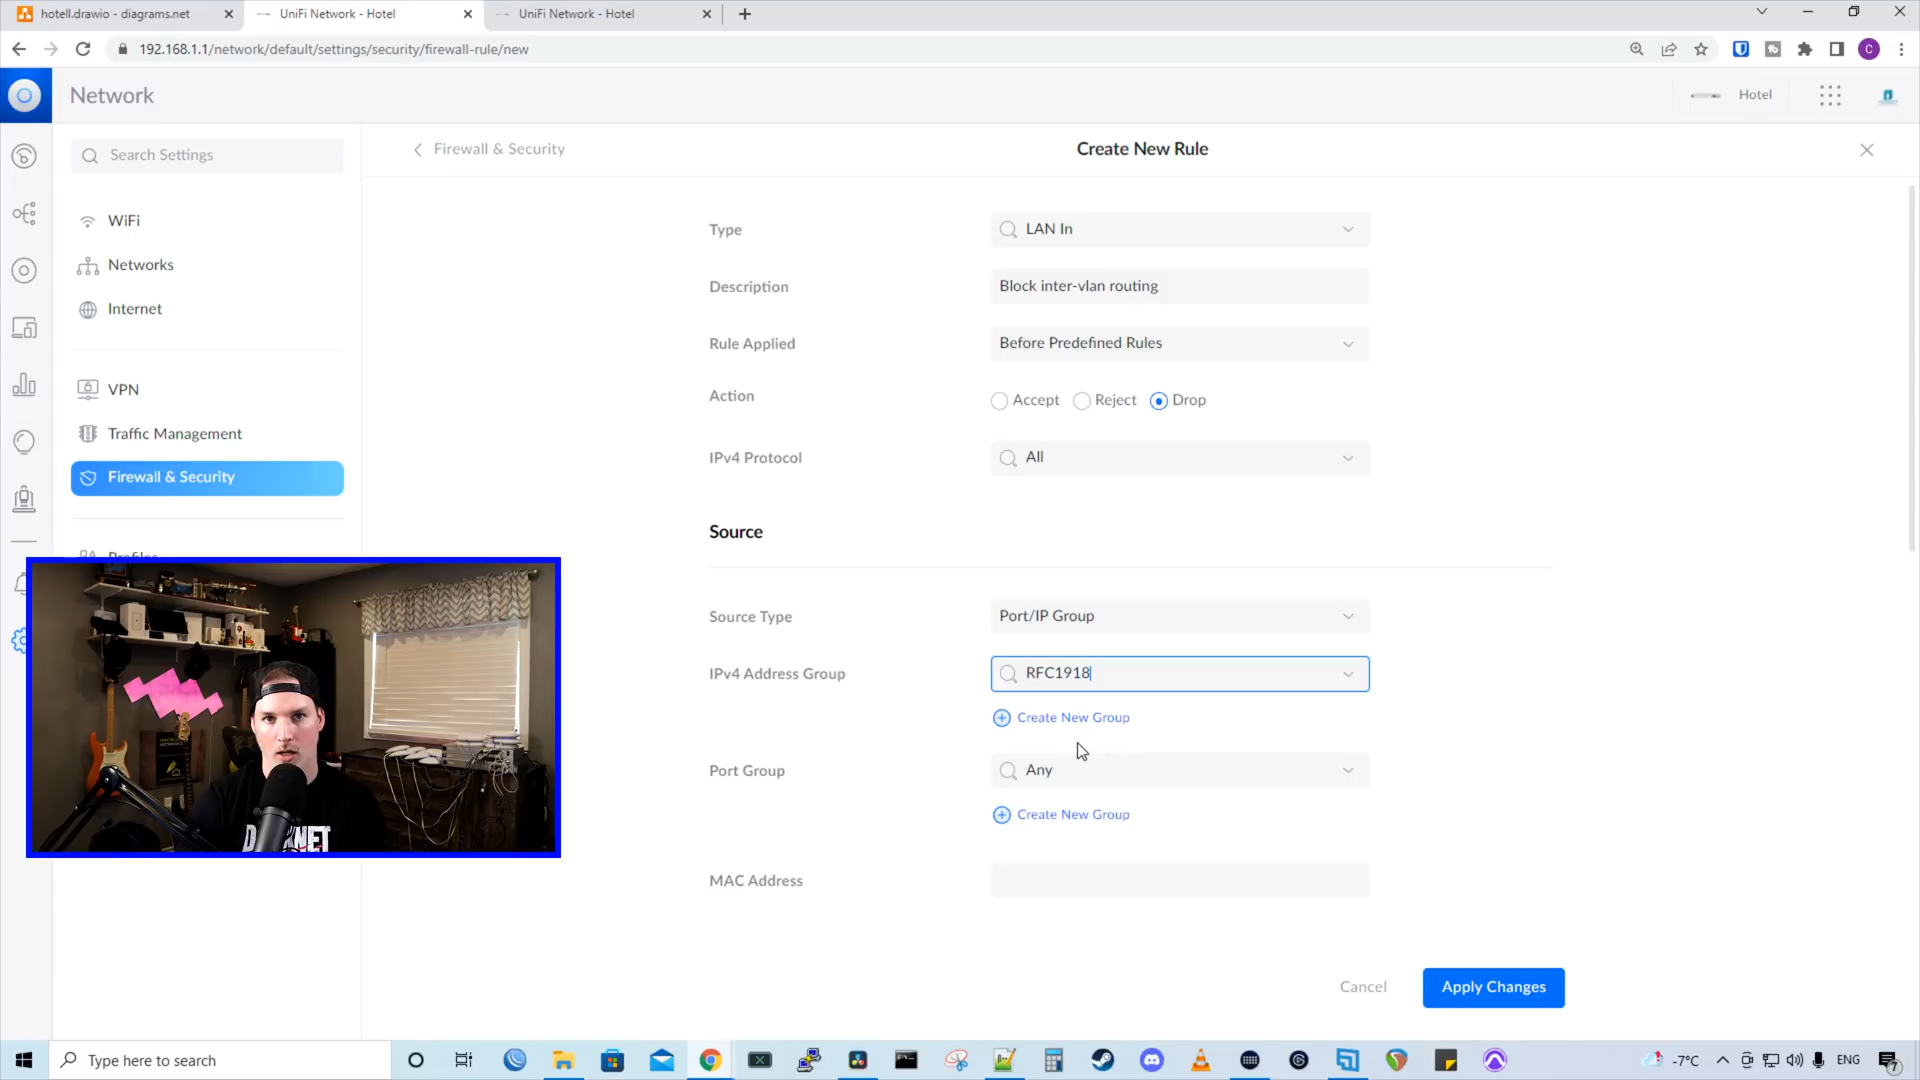 hotell.drawio - diagrams.net
UniFi Network - Hotel
UniFi Network - Hotel
192.168.1.1/network/default/settings/security/firewall-rule/new
C
Network
Hotel
Search Settings
WiFi
Networks
Internet
VPN
Traffic Management
Firewall & Security
Profiles
Firewall & Security
Create New Rule
Type
LAN In
Description
Block inter-vlan routing
Rule Applied
Before Predefined Rules
Action
Accept
Reject
Drop
IPv4 Protocol
All
Source
Source Type
Port/IP Group
IPv4 Address Group
RFC1918
Create New Group
Port Group
Any
Create New Group
MAC Address
Cancel
Apply Changes
Type here to search
-7°C
ENG
7